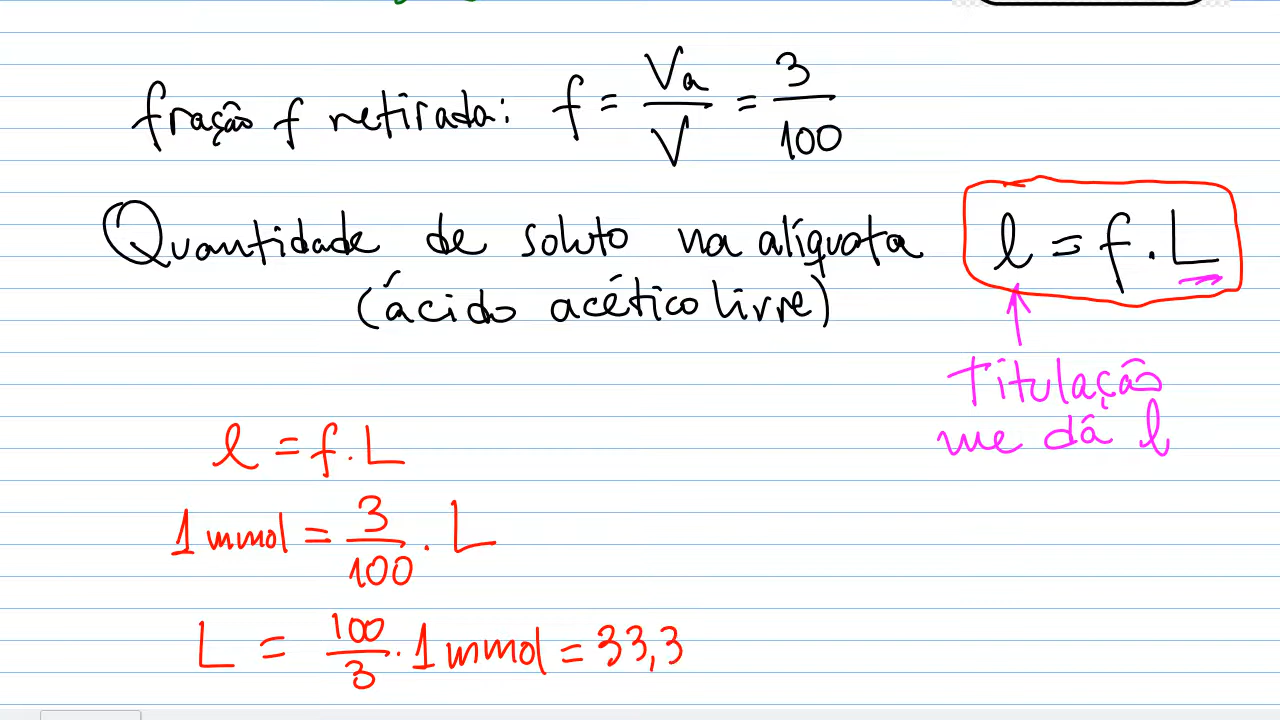 fração f retirada: f = Va/V = 3/100
Quantidade de soluto na alíquota
(ácido acético livre)
l = f . L
Titulação
me dá l
l = f . L
1 mmol = 3/100 . L
L = 100/3 . 1 mmol = 33,3